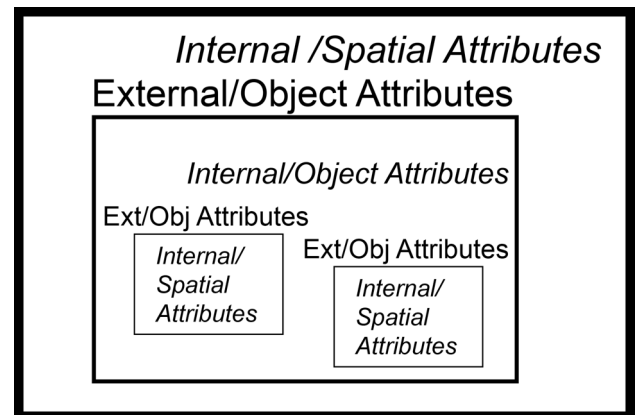 Internal /Spatial Attributes
External/Object Attributes
Internal/Object Attributes
Ext/Obj Attributes
Internal/
Spatial
Attributes
Ext/Obj Attributes
Internal/
Spatial
Attributes